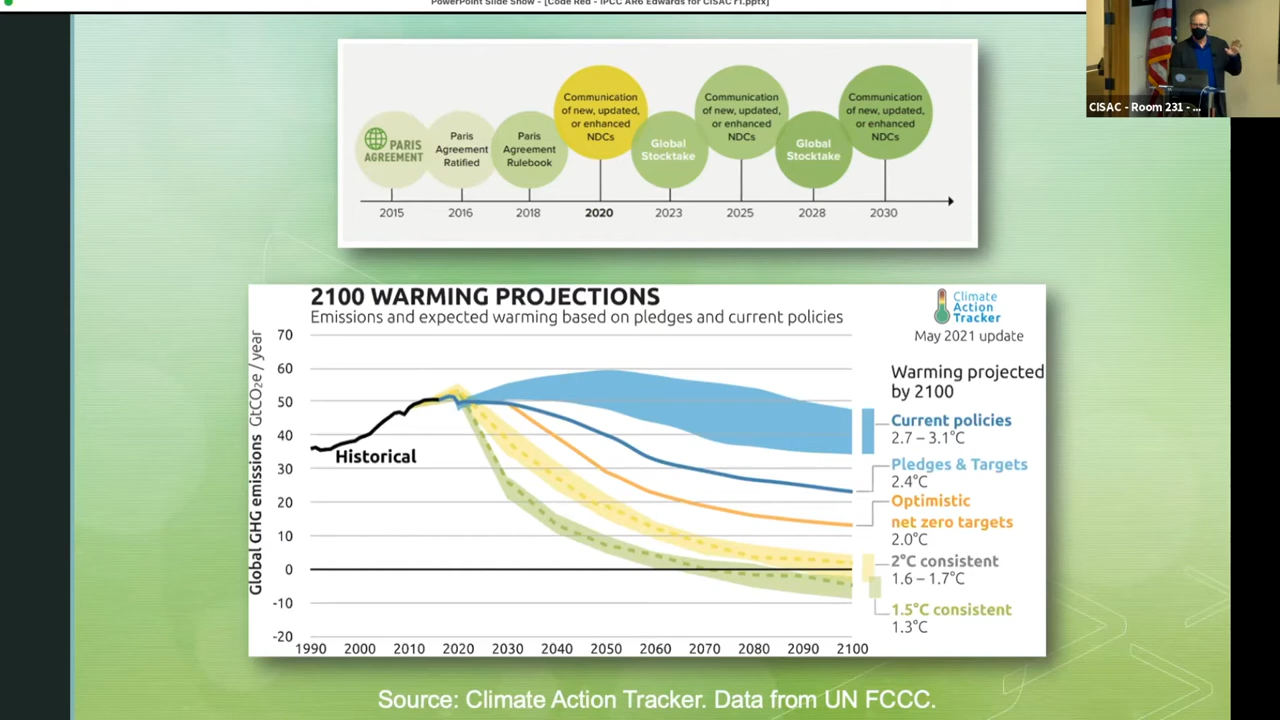 PowerPoint Slide Show - [Code Red - IPCC AR6 Edwards for CISAC r1.pptx]
CISAC - Room 231 - ...
PARIS
AGREEMENT
Paris
Agreement
Ratified
Paris
Agreement
Rulebook
Communication
of new, updated,
or enhanced
NDCs
Global
Stocktake
Communication
of new, updated,
or enhanced
NDCs
Global
Stocktake
Communication
of new, updated,
or enhanced
NDCs
2015 2016 2018 2020 2023 2025 2028 2030
2100 WARMING PROJECTIONS
Emissions and expected warming based on pledges and current policies
Climate
Action
Tracker
May 2021 update
Global GHG emissions GtCO₂e / year
70
60
50
40
30
20
10
0
-10
-20
Historical
1990 2000 2010 2020 2030 2040 2050 2060 2070 2080 2090 2100
Warming projected
by 2100
Current policies
2.7 – 3.1°C
Pledges & Targets
2.4°C
Optimistic
net zero targets
2.0°C
2°C consistent
1.6 – 1.7°C
1.5°C consistent
1.3°C
Source: Climate Action Tracker. Data from UN FCCC.